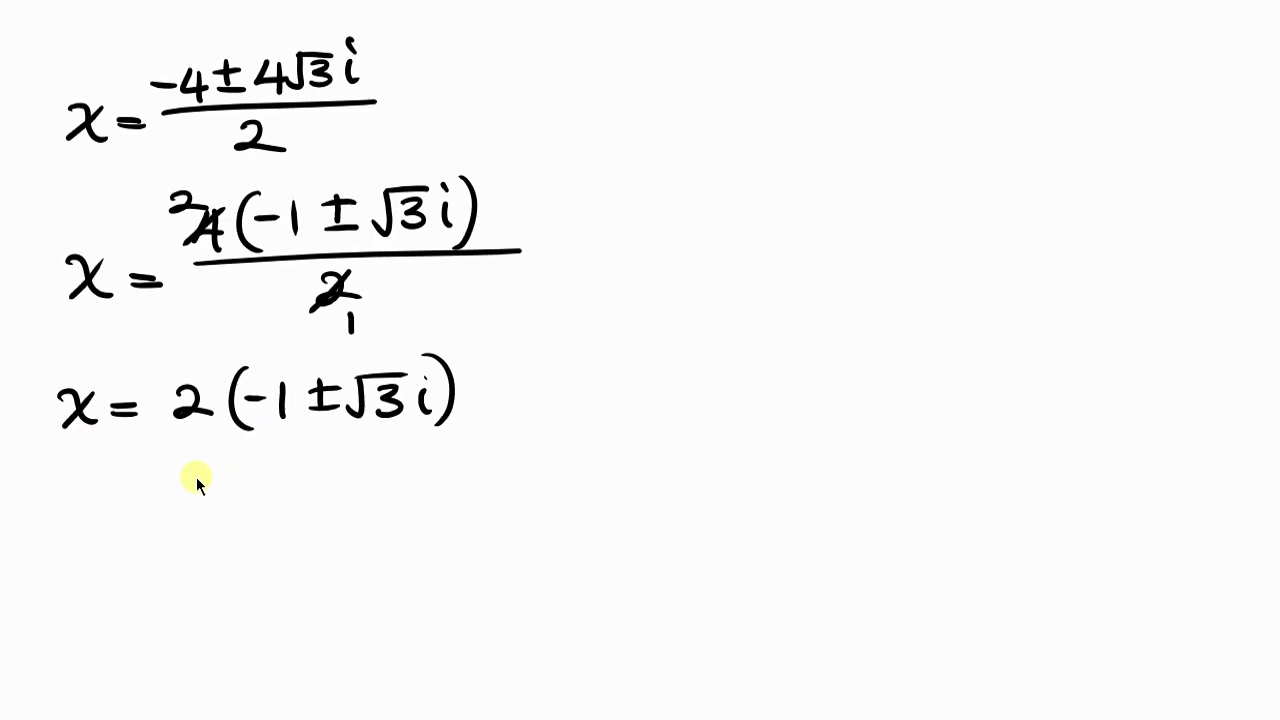 x = (-4 ± 4√3 i)/2
x = 2 4(-1 ± √3 i)/2 1
x = 2(-1 ± √3 i)